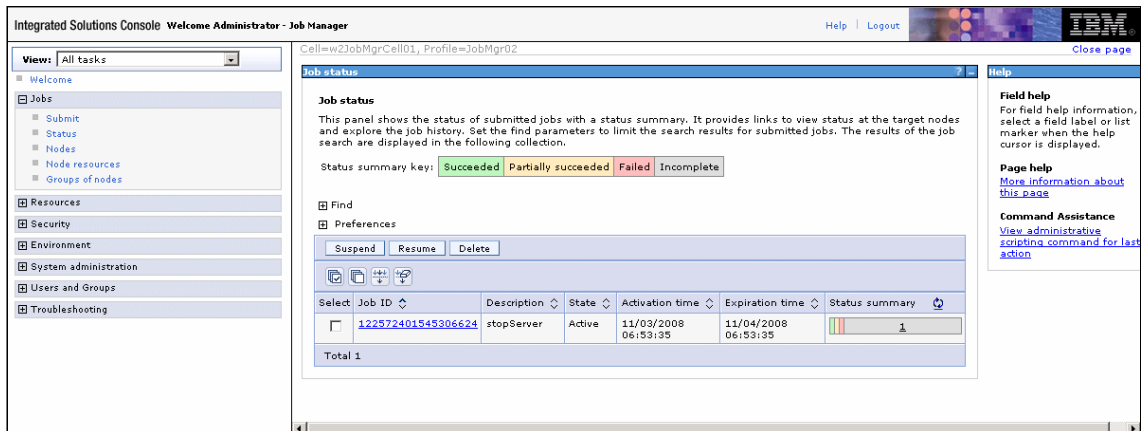 Integrated Solutions Console Welcome Administrator - Job Manager
Help | Logout
IBM.
View: All tasks
Welcome
Jobs
Submit
Status
Nodes
Node resources
Groups of nodes
Resources
Security
Environment
System administration
Users and Groups
Troubleshooting
Cell=w2JobMgrCell01, Profile=JobMgr02
Close page
Job status
? -
Job status
This panel shows the status of submitted jobs with a status summary. It provides links to view status at the target nodes
and explore the job history. Set the find parameters to limit the search results for submitted jobs. The results of the job
search are displayed in the following collection.
Status summary key: Succeeded Partially succeeded Failed Incomplete
Find
Preferences
Suspend Resume Delete
Select Job ID Description State Activation time Expiration time Status summary
122572401545306624 stopServer Active 11/03/2008 11/04/2008 1
06:53:35 06:53:35
Total 1
Help
Field help
For field help information,
select a field label or list
marker when the help
cursor is displayed.
Page help
More information about
this page
Command Assistance
View administrative
scripting command for last
action